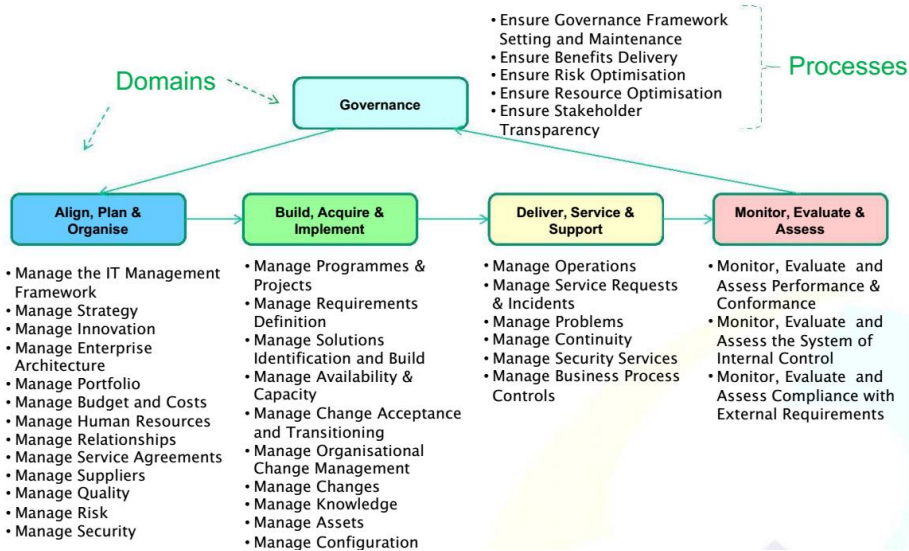 • Ensure Governance Framework
Setting and Maintenance
• Ensure Benefits Delivery
• Ensure Risk Optimisation
• Ensure Resource Optimisation
• Ensure Stakeholder
Transparency
Processes
Domains
Governance
Align, Plan &
Organise
Build, Acquire &
Implement
Deliver, Service &
Support
Monitor, Evaluate &
Assess
• Manage the IT Management
Framework
• Manage Strategy
• Manage Innovation
• Manage Enterprise
Architecture
• Manage Portfolio
• Manage Budget and Costs
• Manage Human Resources
• Manage Relationships
• Manage Service Agreements
• Manage Suppliers
• Manage Quality
• Manage Risk
• Manage Security
• Manage Programmes &
Projects
• Manage Requirements
Definition
• Manage Solutions
Identification and Build
• Manage Availability &
Capacity
• Manage Change Acceptance
and Transitioning
• Manage Organisational
Change Management
• Manage Changes
• Manage Knowledge
• Manage Assets
• Manage Configuration
• Manage Operations
• Manage Service Requests
& Incidents
• Manage Problems
• Manage Continuity
• Manage Security Services
• Manage Business Process
Controls
• Monitor, Evaluate and
Assess Performance &
Conformance
• Monitor, Evaluate and
Assess the System of
Internal Control
• Monitor, Evaluate and
Assess Compliance with
External Requirements